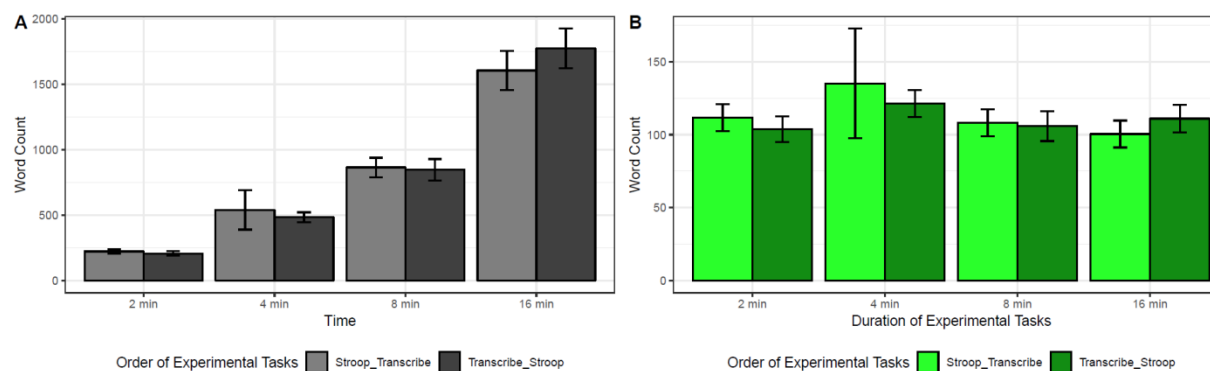 A
2000
1500
1000
500
0
Word Count
2 min 4 min 8 min 16 min
Time
Order of Experimental Tasks Stroop_Transcribe Transcribe_Stroop
B
150
100
50
0
Word Count
2 min 4 min 8 min 16 min
Duration of Experimental Tasks
Order of Experimental Tasks Stroop_Transcribe Transcribe_Stroop